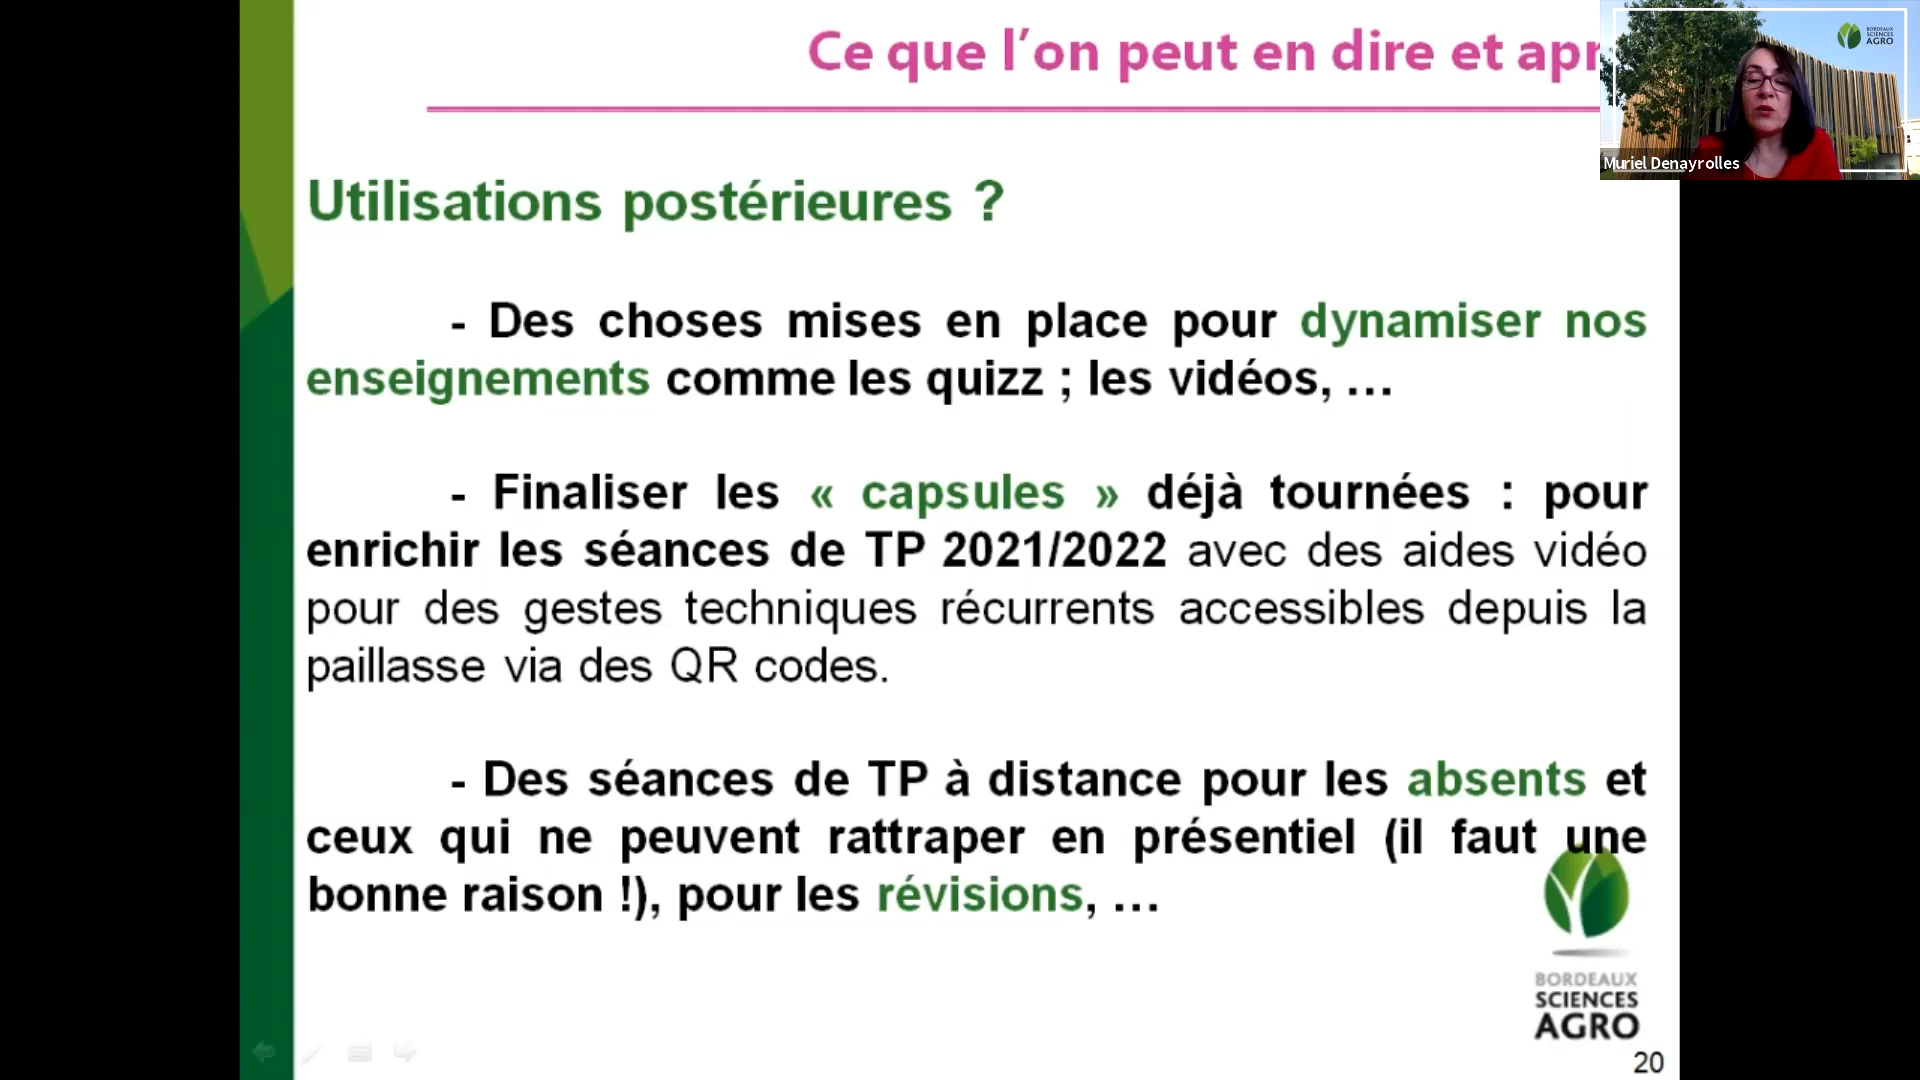 Ce que l'on peut en dire et apr
BORDEAUX
SCIENCES
AGRO
Muriel Denayrolles
Utilisations postérieures ?
- Des choses mises en place pour dynamiser nos
enseignements comme les quizz ; les vidéos, …
- Finaliser les « capsules » déjà tournées : pour
enrichir les séances de TP 2021/2022 avec des aides vidéo
pour des gestes techniques récurrents accessibles depuis la
paillasse via des QR codes.
- Des séances de TP à distance pour les absents et
ceux qui ne peuvent rattraper en présentiel (il faut une
bonne raison !), pour les révisions, …
BORDEAUX
SCIENCES
AGRO
20